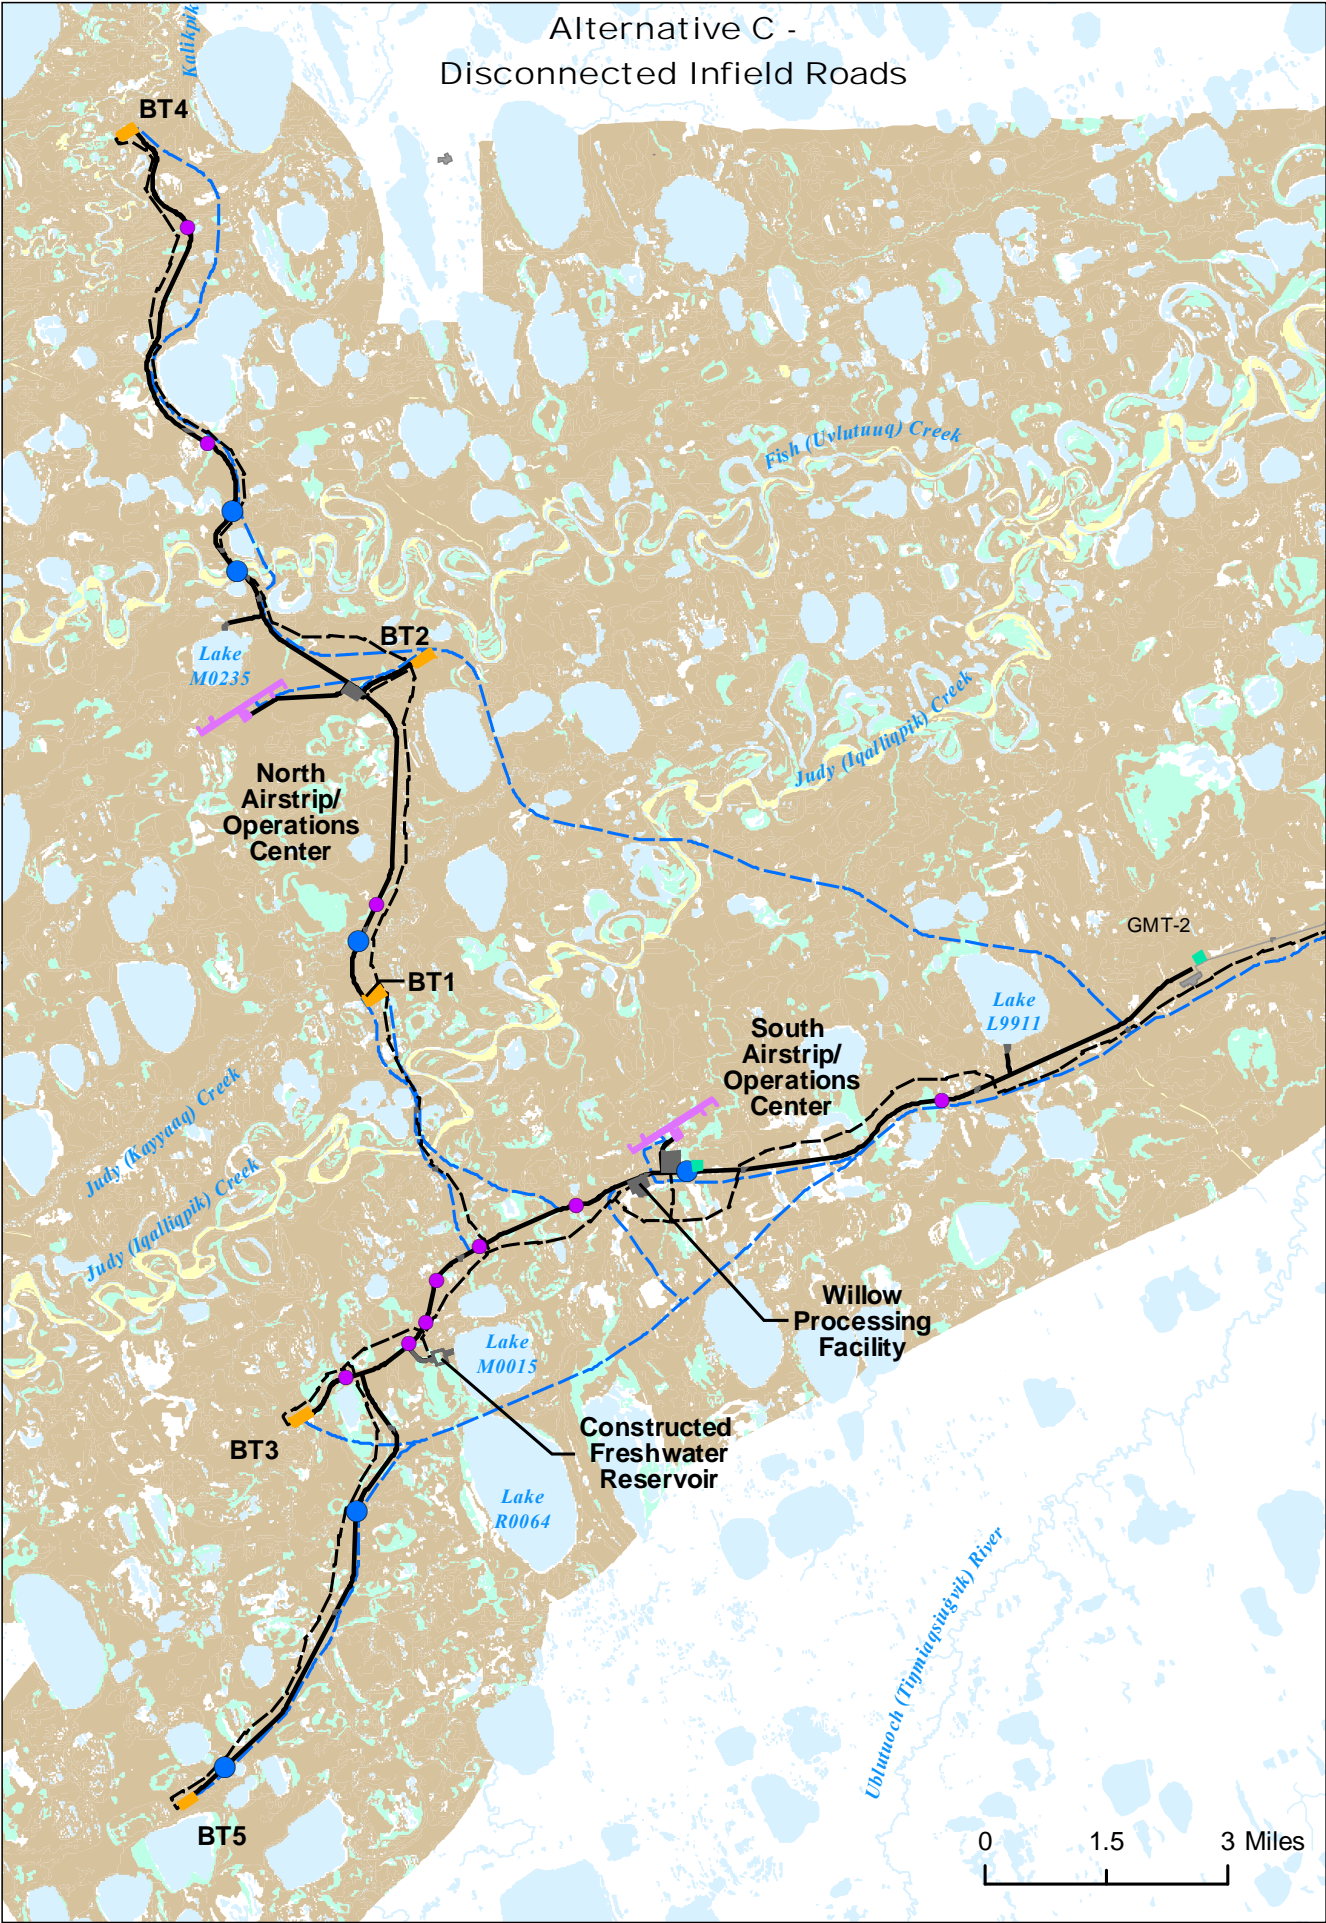 Alternative C -
Disconnected Infield Roads
Kalikpik
BT4
Fish (Uvlutuuq) Creek
BT2
Lake
M0235
Judy (Iqalliqpik) Creek
North
Airstrip/
Operations
Center
GMT-2
BT1
Lake
L9911
South
Airstrip/
Operations
Center
Judy (Kayyaaq) Creek
Judy (Iqalliqpik) Creek
Willow
Processing
Facility
Lake
M0015
Constructed
Freshwater
Reservoir
BT3
Lake
R0064
Ublutuoch (Tiŋmiaqsiuġvik) River
BT5
0 1.5 3 Miles